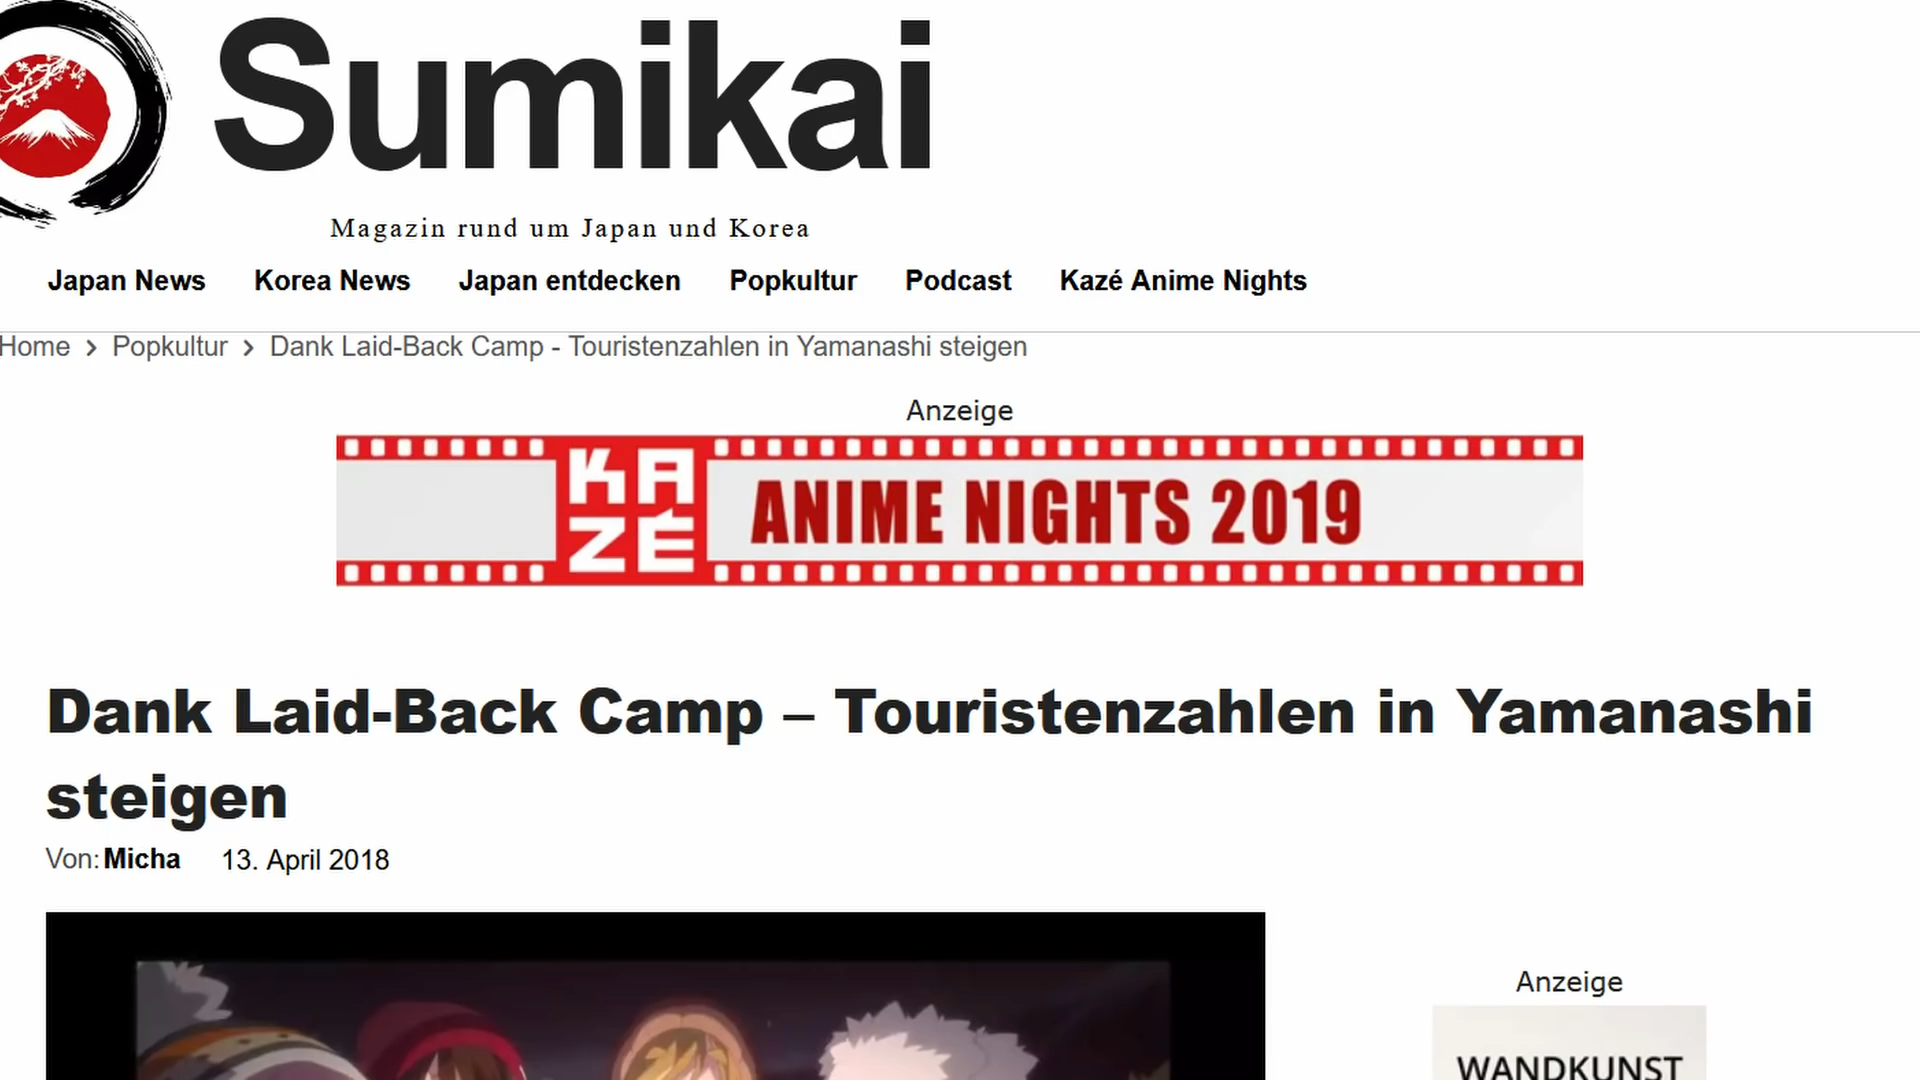 Sumikai
Magazin rund um Japan und Korea
Japan News Korea News Japan entdecken Popkultur Podcast Kazé Anime Nights
Home > Popkultur > Dank Laid-Back Camp - Touristenzahlen in Yamanashi steigen
Anzeige
KAZÉ ANIME NIGHTS 2019
Dank Laid-Back Camp – Touristenzahlen in Yamanashi
steigen
Von: Micha 13. April 2018
Anzeige
WANDKUNST